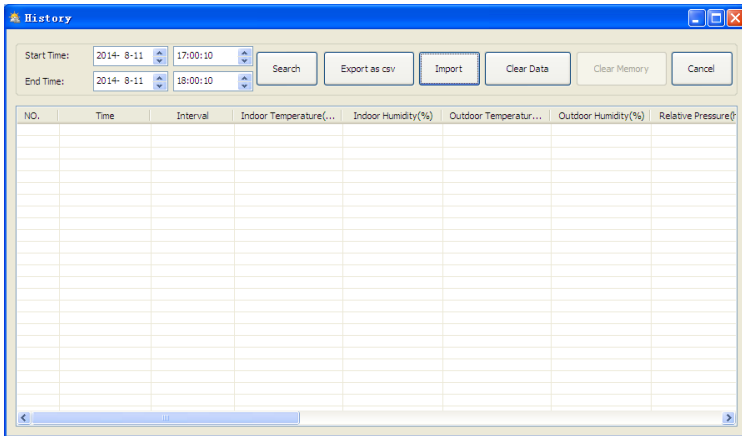 History
Start Time: 2014- 8-11 17:00:10
End Time: 2014- 8-11 18:00:10
Search Export as csv Import Clear Data Clear Memory Cancel
NO. Time Interval Indoor Temperature(... Indoor Humidity(%) Outdoor Temperatur... Outdoor Humidity(%) Relative Pressure(h